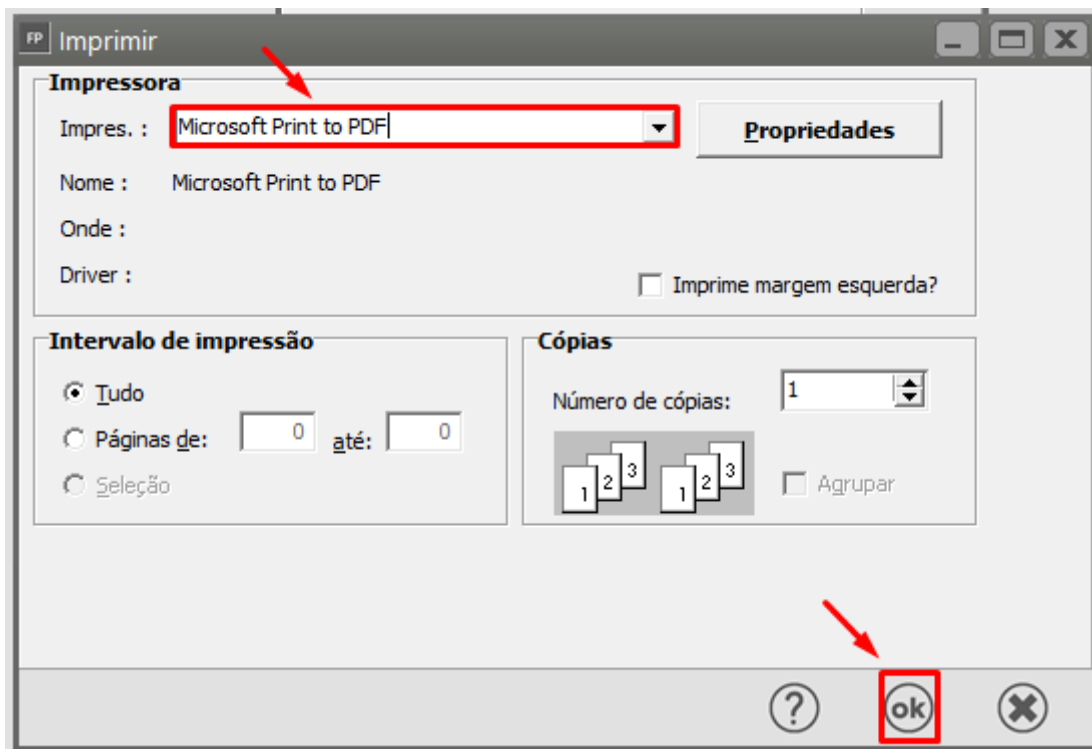 FP Imprimir
Impressora
Impres. : Microsoft Print to PDF
Propriedades
Nome : Microsoft Print to PDF
Onde :
Driver :
Imprime margem esquerda?
Intervalo de impressão
Tudo
Páginas de: 0 até: 0
Seleção
Cópias
Número de cópias: 1
1 2 3 1 2 3
Agrupar
? ok